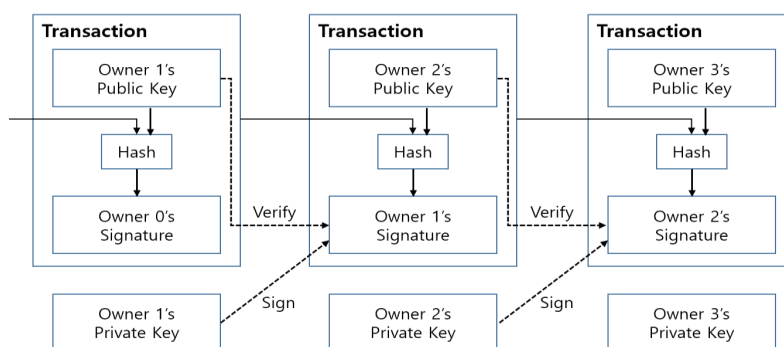 Transaction
Owner 1's
Public Key
Hash
Owner 0's
Signature
Transaction
Owner 2's
Public Key
Hash
Verify
Owner 1's
Signature
Transaction
Owner 3's
Public Key
Hash
Verify
Owner 2's
Signature
Owner 1's
Private Key
Sign
Owner 2's
Private Key
Sign
Owner 3's
Private Key